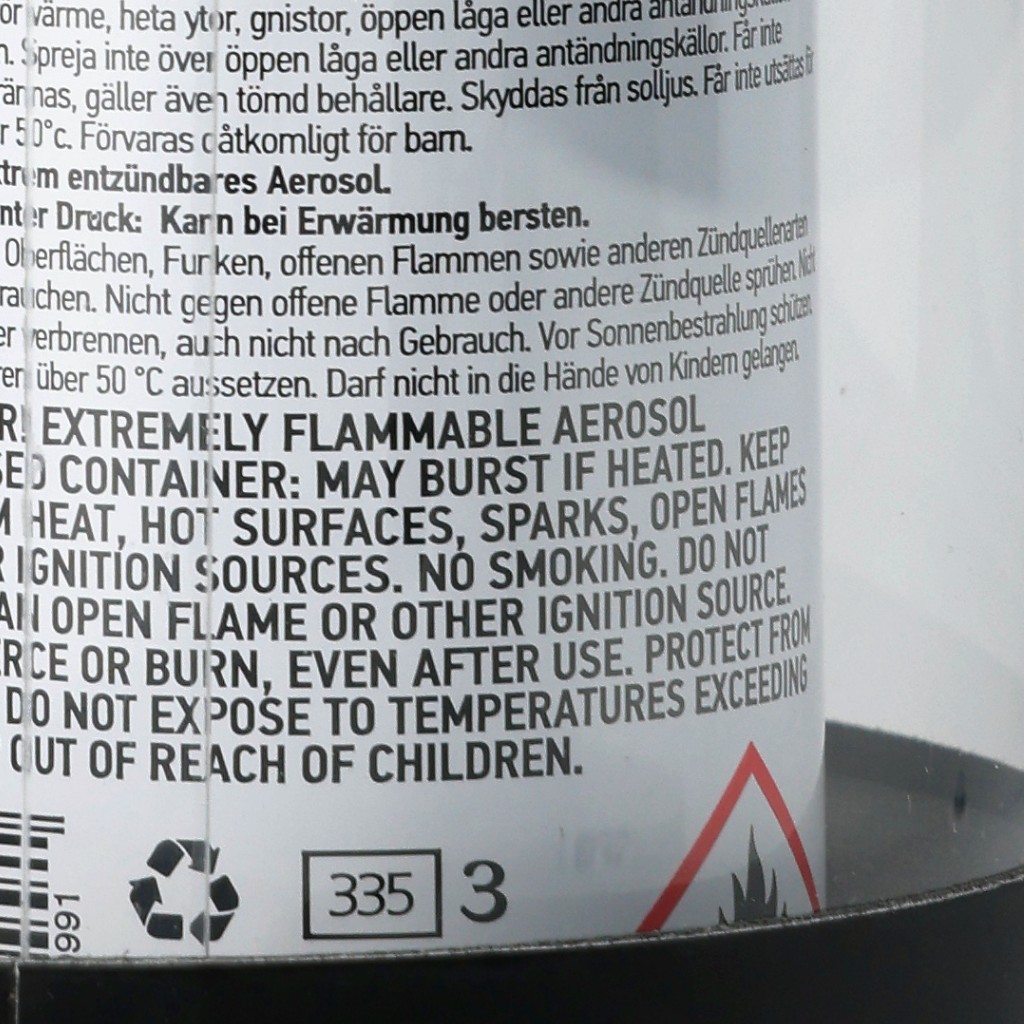 värme, heta ytor, gnistor, öppen låga eller andra antändningskällor
Spreja inte över öppen låga eller andra antändningskällor. Får inte
nas, gäller även tömd behållare. Skyddas från solljus. Får inte utsättas för
50°c. Förvaras oåtkomligt för barn.
entzündbares Aerosol.
Druck: Kann bei Erwärmung bersten.
Oberflächen, Funken, offenen Flammen sowie anderen Zündquellenarten
rauchen. Nicht gegen offene Flamme oder andere Zündquelle sprühen. Nicht
verbrennen, auch nicht nach Gebrauch. Vor Sonnenbestrahlung schützen.
über 50 °C aussetzen. Darf nicht in die Hände von Kindern gelangen.
R! EXTREMELY FLAMMABLE AEROSOL
SED CONTAINER: MAY BURST IF HEATED. KEEP
M HEAT, HOT SURFACES, SPARKS, OPEN FLAMES
R IGNITION SOURCES. NO SMOKING. DO NOT
AN OPEN FLAME OR OTHER IGNITION SOURCE.
RCE OR BURN, EVEN AFTER USE. PROTECT FROM
DO NOT EXPOSE TO TEMPERATURES EXCEEDING
OUT OF REACH OF CHILDREN.
991
335 3